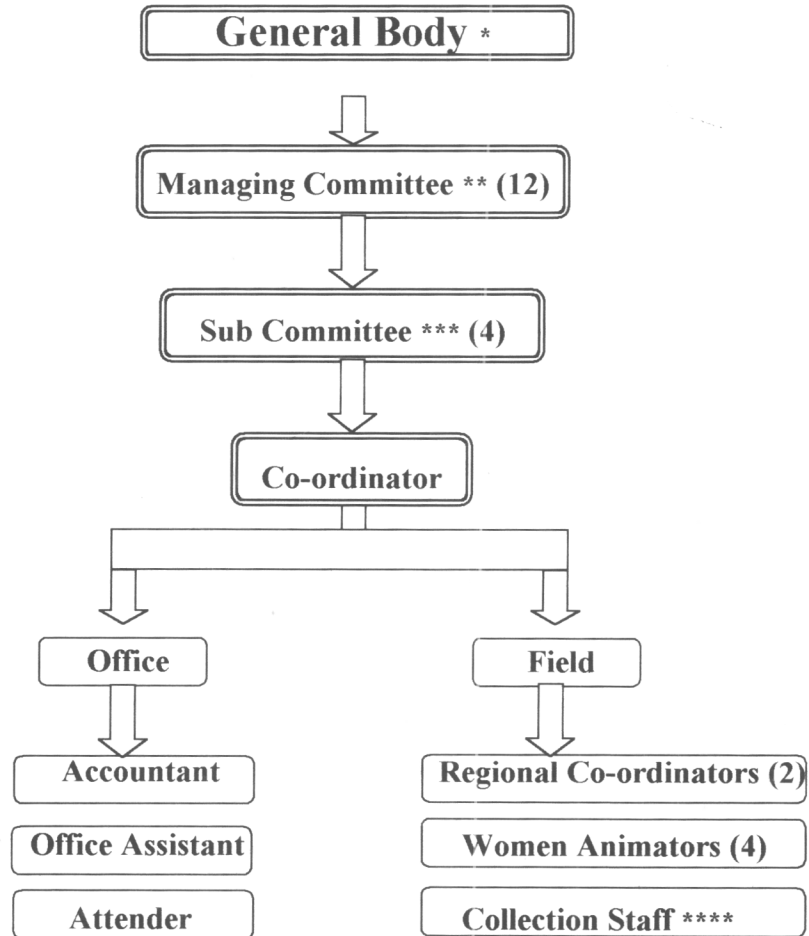 General Body *
Managing Committee ** (12)
Sub Committee *** (4)
Co-ordinator
Office
Field
Accountant
Regional Co-ordinators (2)
Office Assistant
Women Animators (4)
Attender
Collection Staff ****